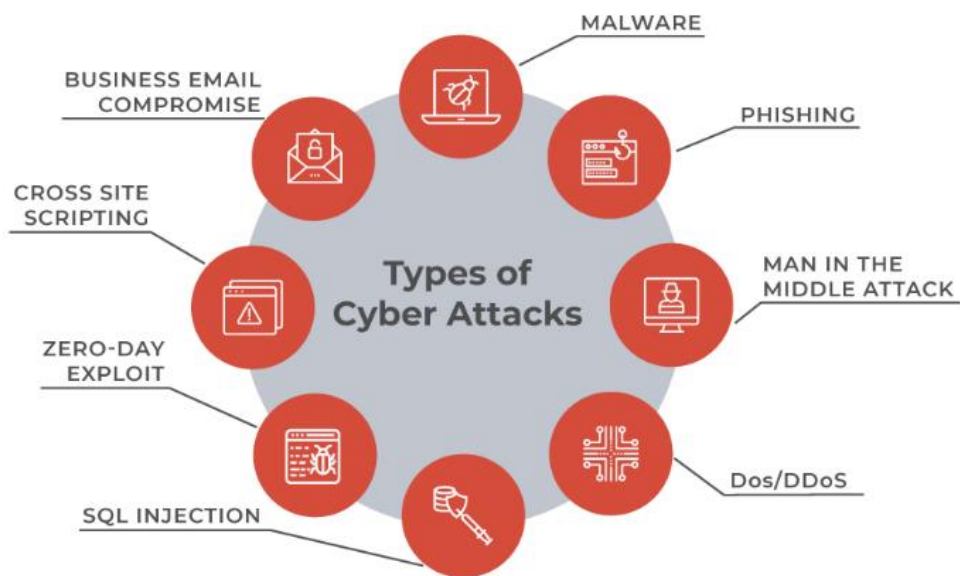 MALWARE
BUSINESS EMAIL
COMPROMISE
PHISHING
CROSS SITE
SCRIPTING
Types of
Cyber Attacks
MAN IN THE
MIDDLE ATTACK
ZERO-DAY
EXPLOIT
Dos/DDoS
SQL INJECTION